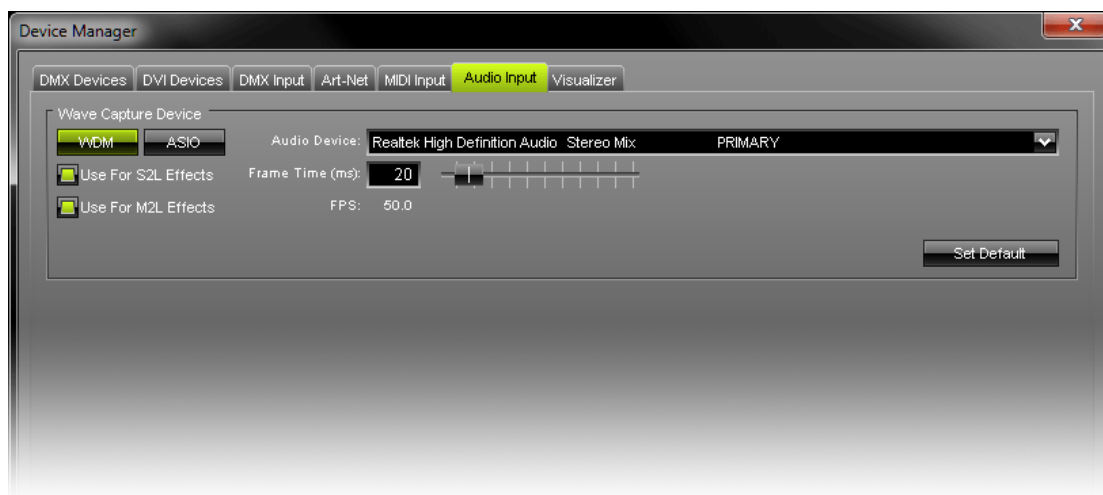 Device Manager
DMX Devices DVI Devices DMX Input Art-Net MIDI Input Audio Input Visualizer
Wave Capture Device
WDM ASIO Audio Device: Realtek High Definition Audio Stereo Mix PRIMARY
Use For S2L Effects Frame Time (ms): 20
Use For M2L Effects FPS: 50.0
Set Default